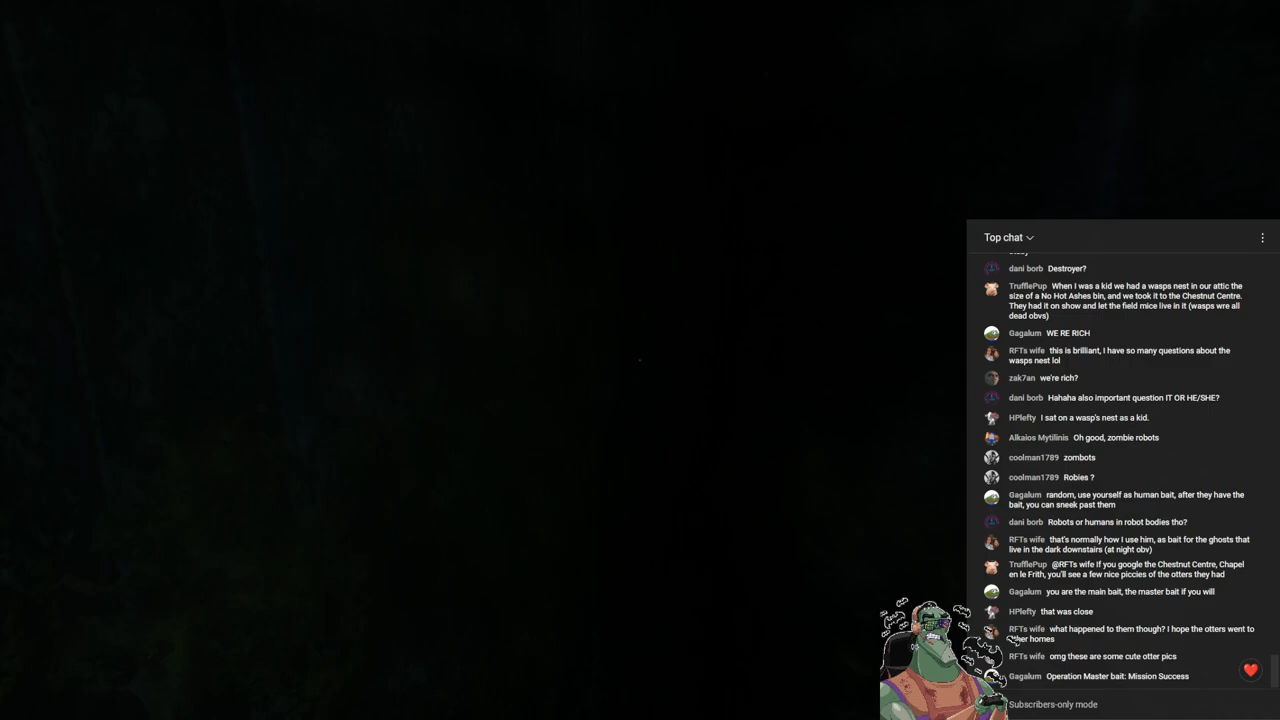 Top chat
dani borb Destroyer?
TrufflePup When I was a kid we had a wasps nest in our attic the
size of a No Hot Ashes bin, and we took it to the Chestnut Centre.
They had it on show and let the field mice live in it (wasps wre all
dead obvs)
Gagalum WE RE RICH
RFTs wife this is brilliant, I have so many questions about the
wasps nest lol
zak7an we're rich?
dani borb Hahaha also important question IT OR HE/SHE?
HPlefty I sat on a wasp's nest as a kid.
Alkaios Mytilinis Oh good, zombie robots
coolman1789 zombots
coolman1789 Robies ?
Gagalum random, use yourself as human bait, after they have the
bait, you can sneek past them
dani borb Robots or humans in robot bodies tho?
RFTs wife that's normally how I use him, as bait for the ghosts that
live in the dark downstairs (at night obv)
TrufflePup @RFTs wife If you google the Chestnut Centre, Chapel
en le Frith, you'll see a few nice piccies of the otters they had
Gagalum you are the main bait, the master bait if you will
HPlefty that was close
RFTs wife what happened to them though? I hope the otters went to
homes
RFTs wife omg these are some cute otter pics
Gagalum Operation Master bait: Mission Success
Subscribers-only mode